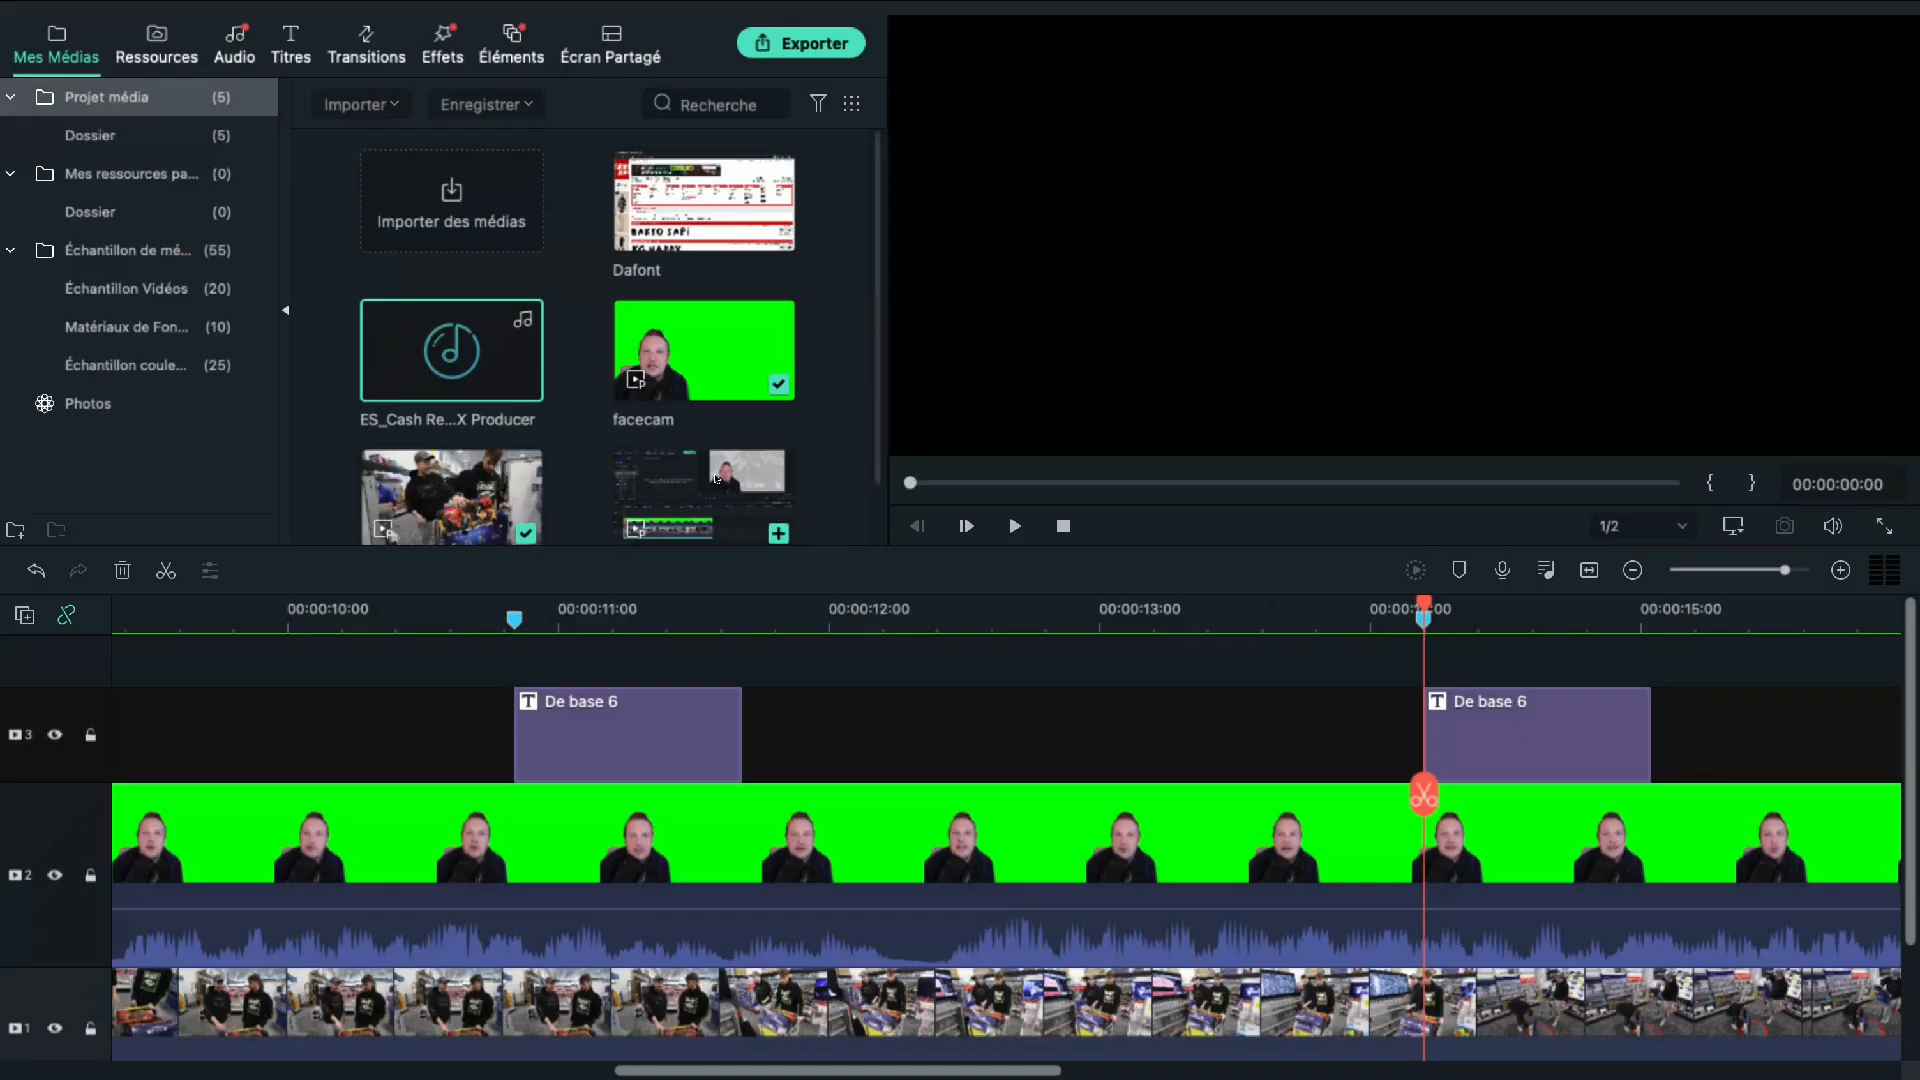 Mes Médias
Ressources
Audio
Titres
Transitions
Effets
Éléments
Écran Partagé
Exporter
Projet média (5)
Dossier (5)
Mes ressources pa... (0)
Dossier (0)
Échantillon de mé... (55)
Échantillon Vidéos (20)
Matériaux de Fon... (10)
Échantillon coule... (25)
Photos
Importer
Enregistrer
Recherche
Importer des médias
Dafont
ES_Cash Re...X Producer
facecam
00:00:00:00
1/2
00:00:10:00
00:00:11:00
00:00:12:00
00:00:13:00
00:00:15:00
3
De base 6
De base 6
2
1